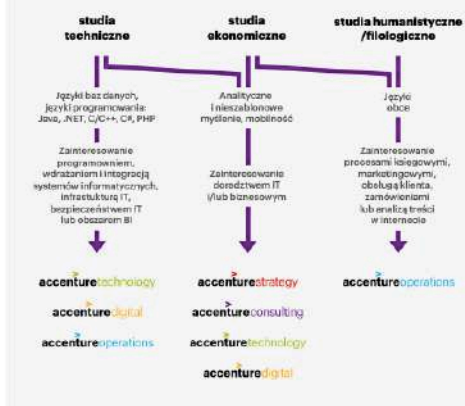 studia
techniczne
Języki baz danych,
języki programowania:
Java, .NET, C/C++, C#, PHP
Zainteresowanie
programowniem,
wdrażaniem i integracją
systemów informatycznych,
infrastukturą IT,
bezpieczeństwem IT
lub obszarem BI
accenturetechnology
accenturedigital
accentureoperations
studia
ekonomiczne
Analityczne
i nieszablonowe
myślenie, mobilność
Zainteresowanie
doradztwem IT
i/lub biznesowym
accenturestrategy
accentureconsulting
accenturetechnology
accenturedigital
studia humanistyczne
/filologiczne
Języki
obce
Zainteresowanie
procesami księgowymi,
marketingowymi,
obsługą klienta,
zamówieniami
lub analizą treści
w internecie
accentureoperations